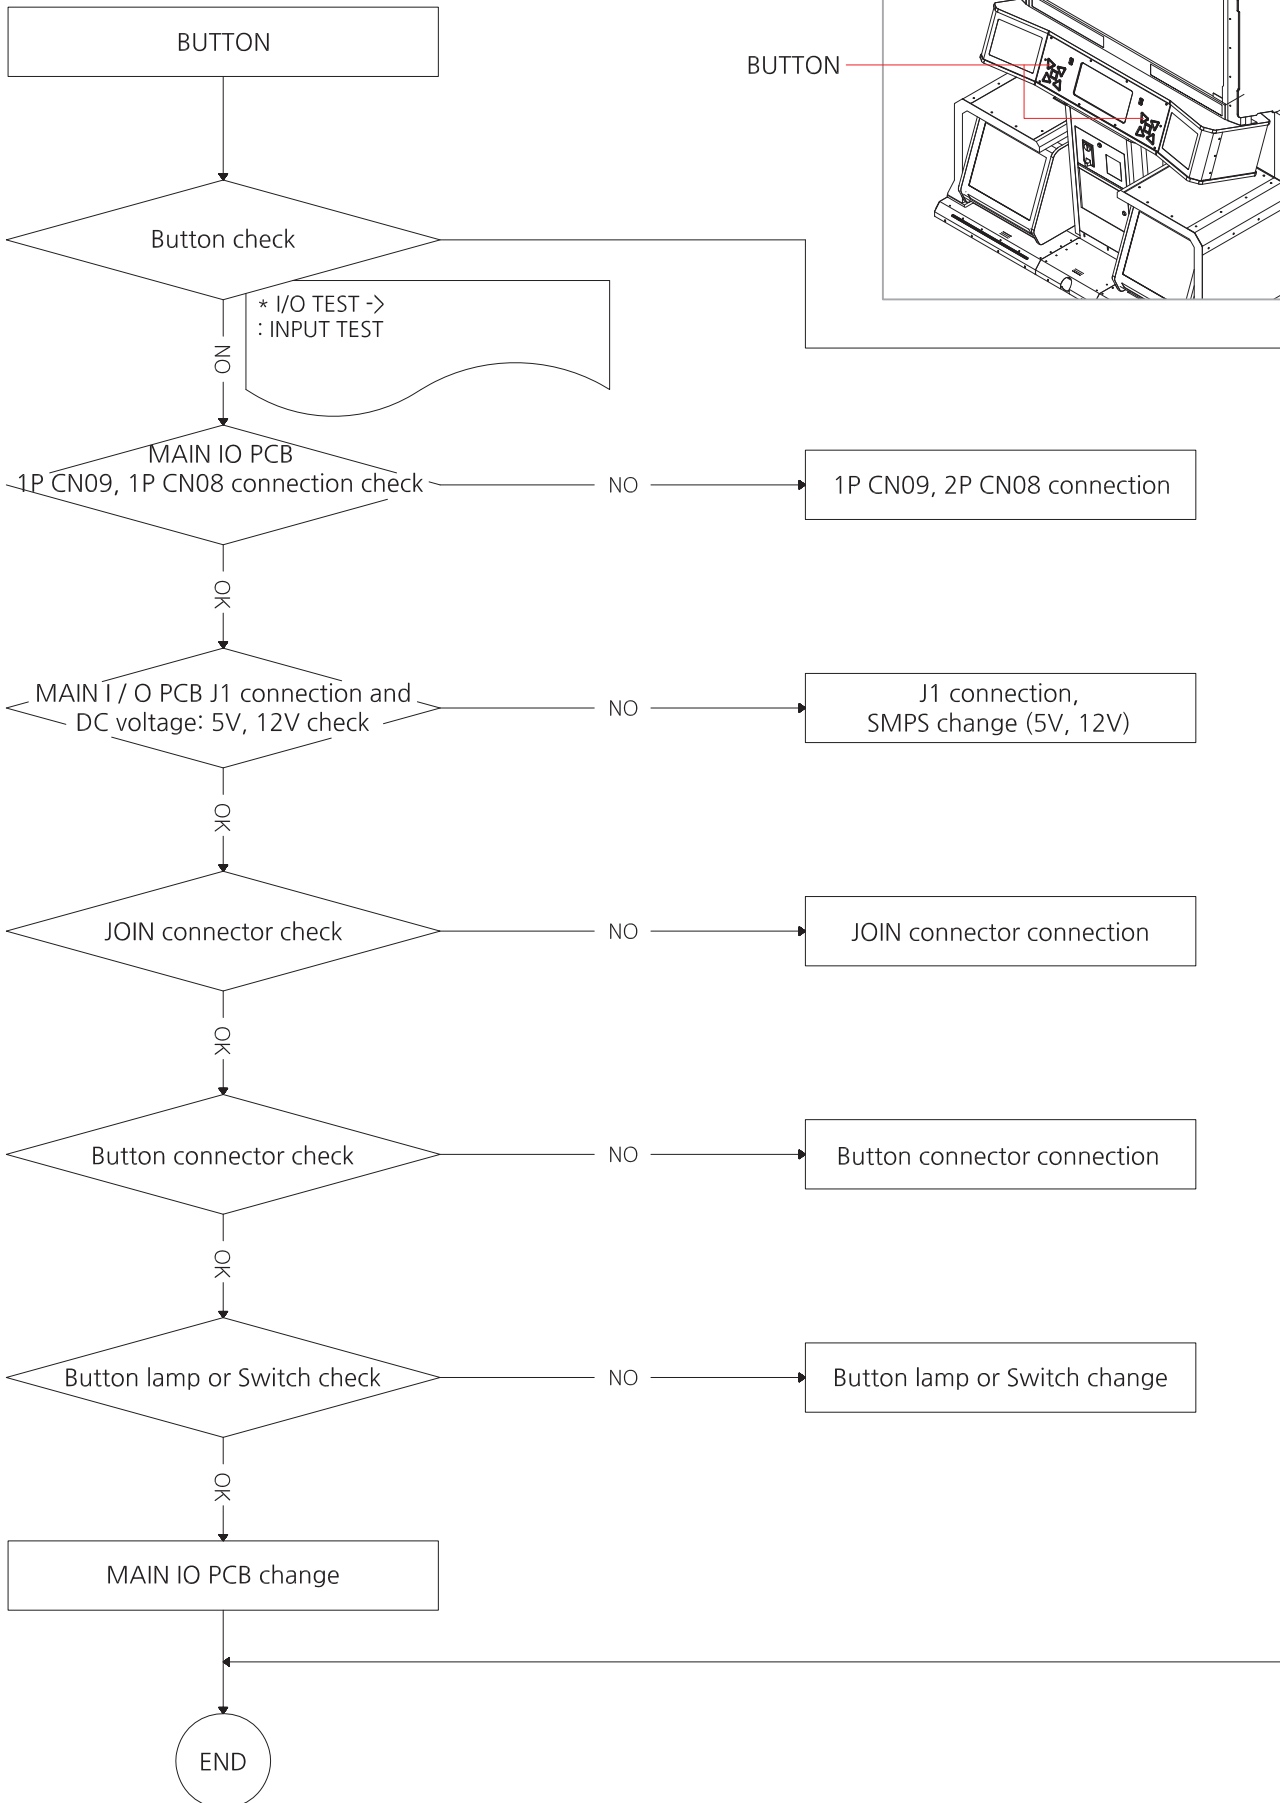 BUTTON
BUTTON
Button check
* I/O TEST ->
: INPUT TEST
NO
MAIN IO PCB
1P CN09, 1P CN08 connection check
NO
1P CN09, 2P CN08 connection
OK
MAIN I / O PCB J1 connection and
DC voltage: 5V, 12V check
NO
J1 connection,
SMPS change (5V, 12V)
OK
JOIN connector check
NO
JOIN connector connection
OK
Button connector check
NO
Button connector connection
OK
Button lamp or Switch check
NO
Button lamp or Switch change
OK
MAIN IO PCB change
END